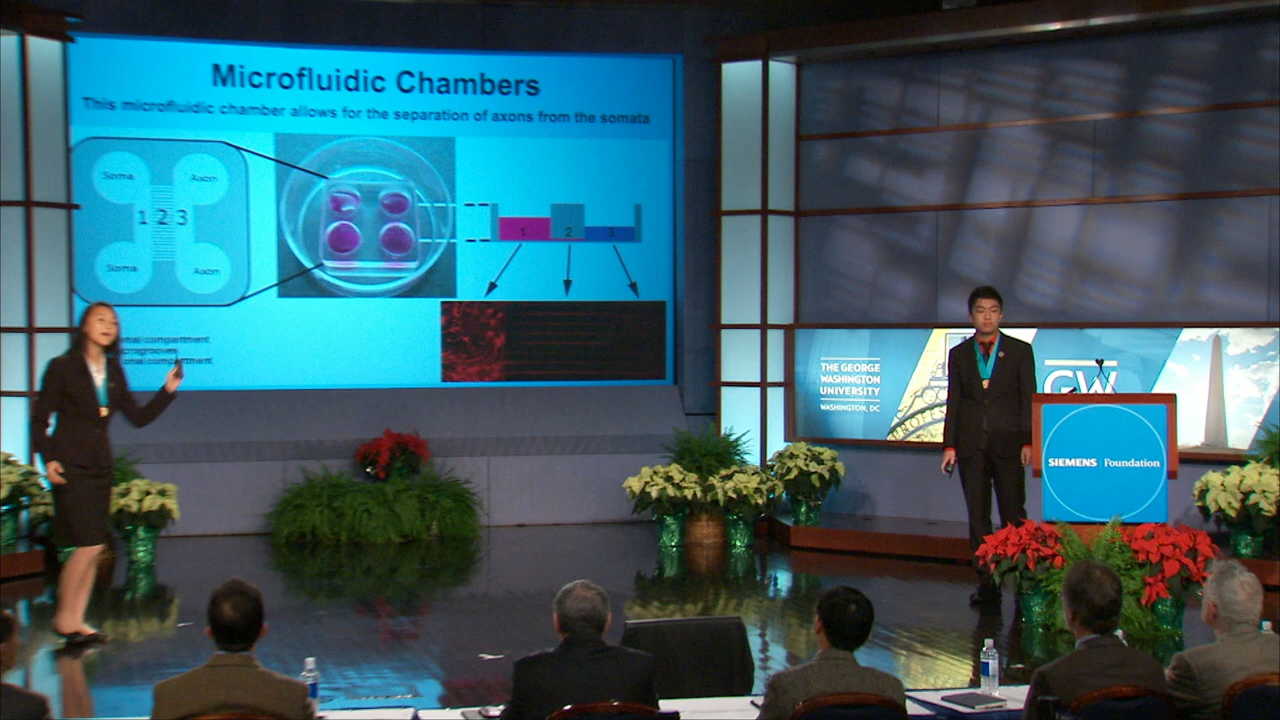 Microfluidic Chambers
This microfluidic chamber allows for the separation of axons from the somata
Soma
Axon
1 2 3
Soma
Axon
1
2
3
compartment
THE GEORGE
WASHINGTON
UNIVERSITY
WASHINGTON, DC
GW
SIEMENS | Foundation